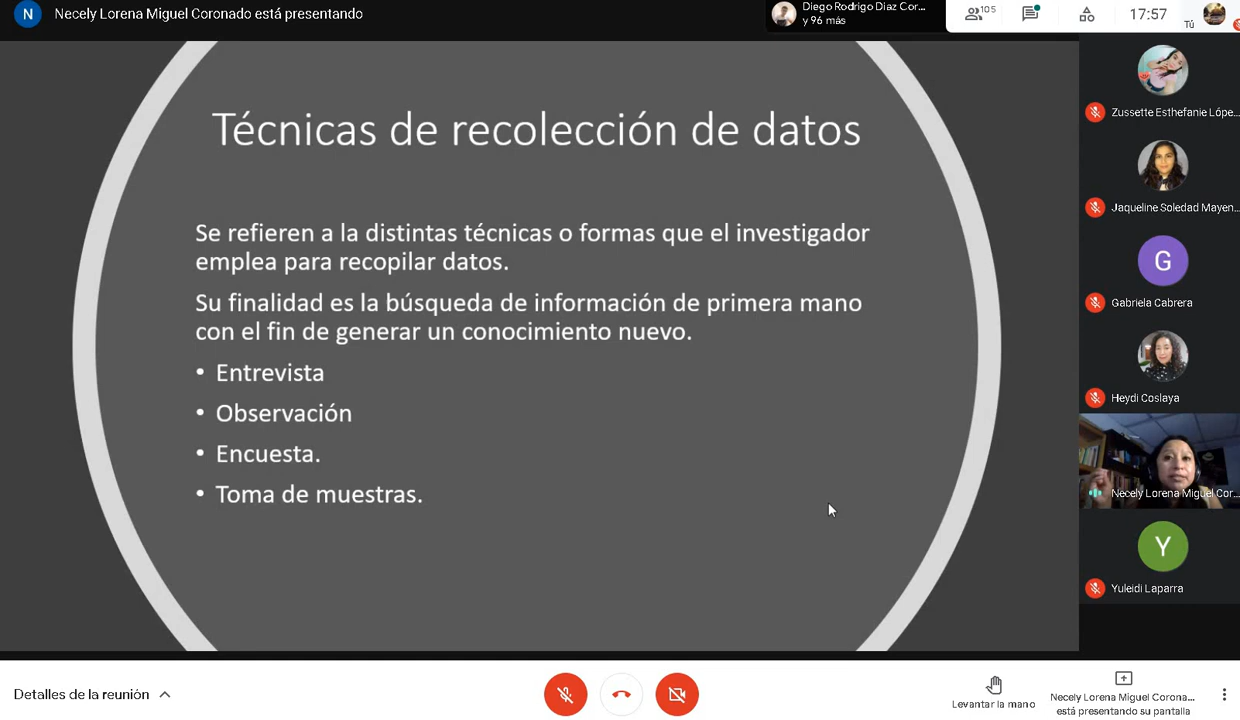 N
Necely Lorena Miguel Coronado está presentando
Diego Rodrigo Diaz Cor...
y 96 más
105
17:57
Tú
Técnicas de recolección de datos
Se refieren a la distintas técnicas o formas que el investigador
emplea para recopilar datos.
Su finalidad es la búsqueda de información de primera mano
con el fin de generar un conocimiento nuevo.
• Entrevista
• Observación
• Encuesta.
• Toma de muestras.
Zussette Esthefanie Lópe...
Jaqueline Soledad Mayen...
G
Gabriela Cabrera
Heydi Coslaya
Necely Lorena Miguel Cor...
Y
Yuleidi Laparra
Detalles de la reunión
Levantar la mano
Necely Lorena Miguel Corona...
está presentando su pantalla